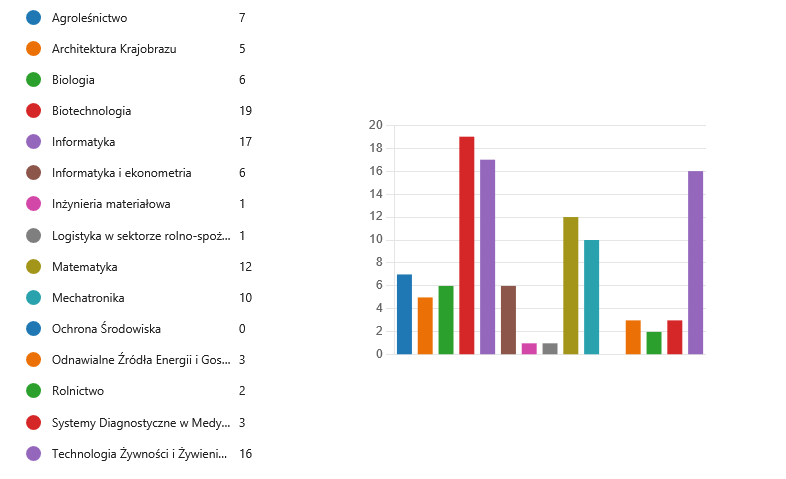 Agroleśnictwo 7
Architektura Krajobrazu 5
Biologia 6
Biotechnologia 19
Informatyka 17
Informatyka i ekonometria 6
Inżynieria materiałowa 1
Logistyka w sektorze rolno-spoż... 1
Matematyka 12
Mechatronika 10
Ochrona Środowiska 0
Odnawialne Źródła Energii i Gos... 3
Rolnictwo 2
Systemy Diagnostyczne w Medy... 3
Technologia Żywności i Żywieni... 16
20
18
16
14
12
10
8
6
4
2
0